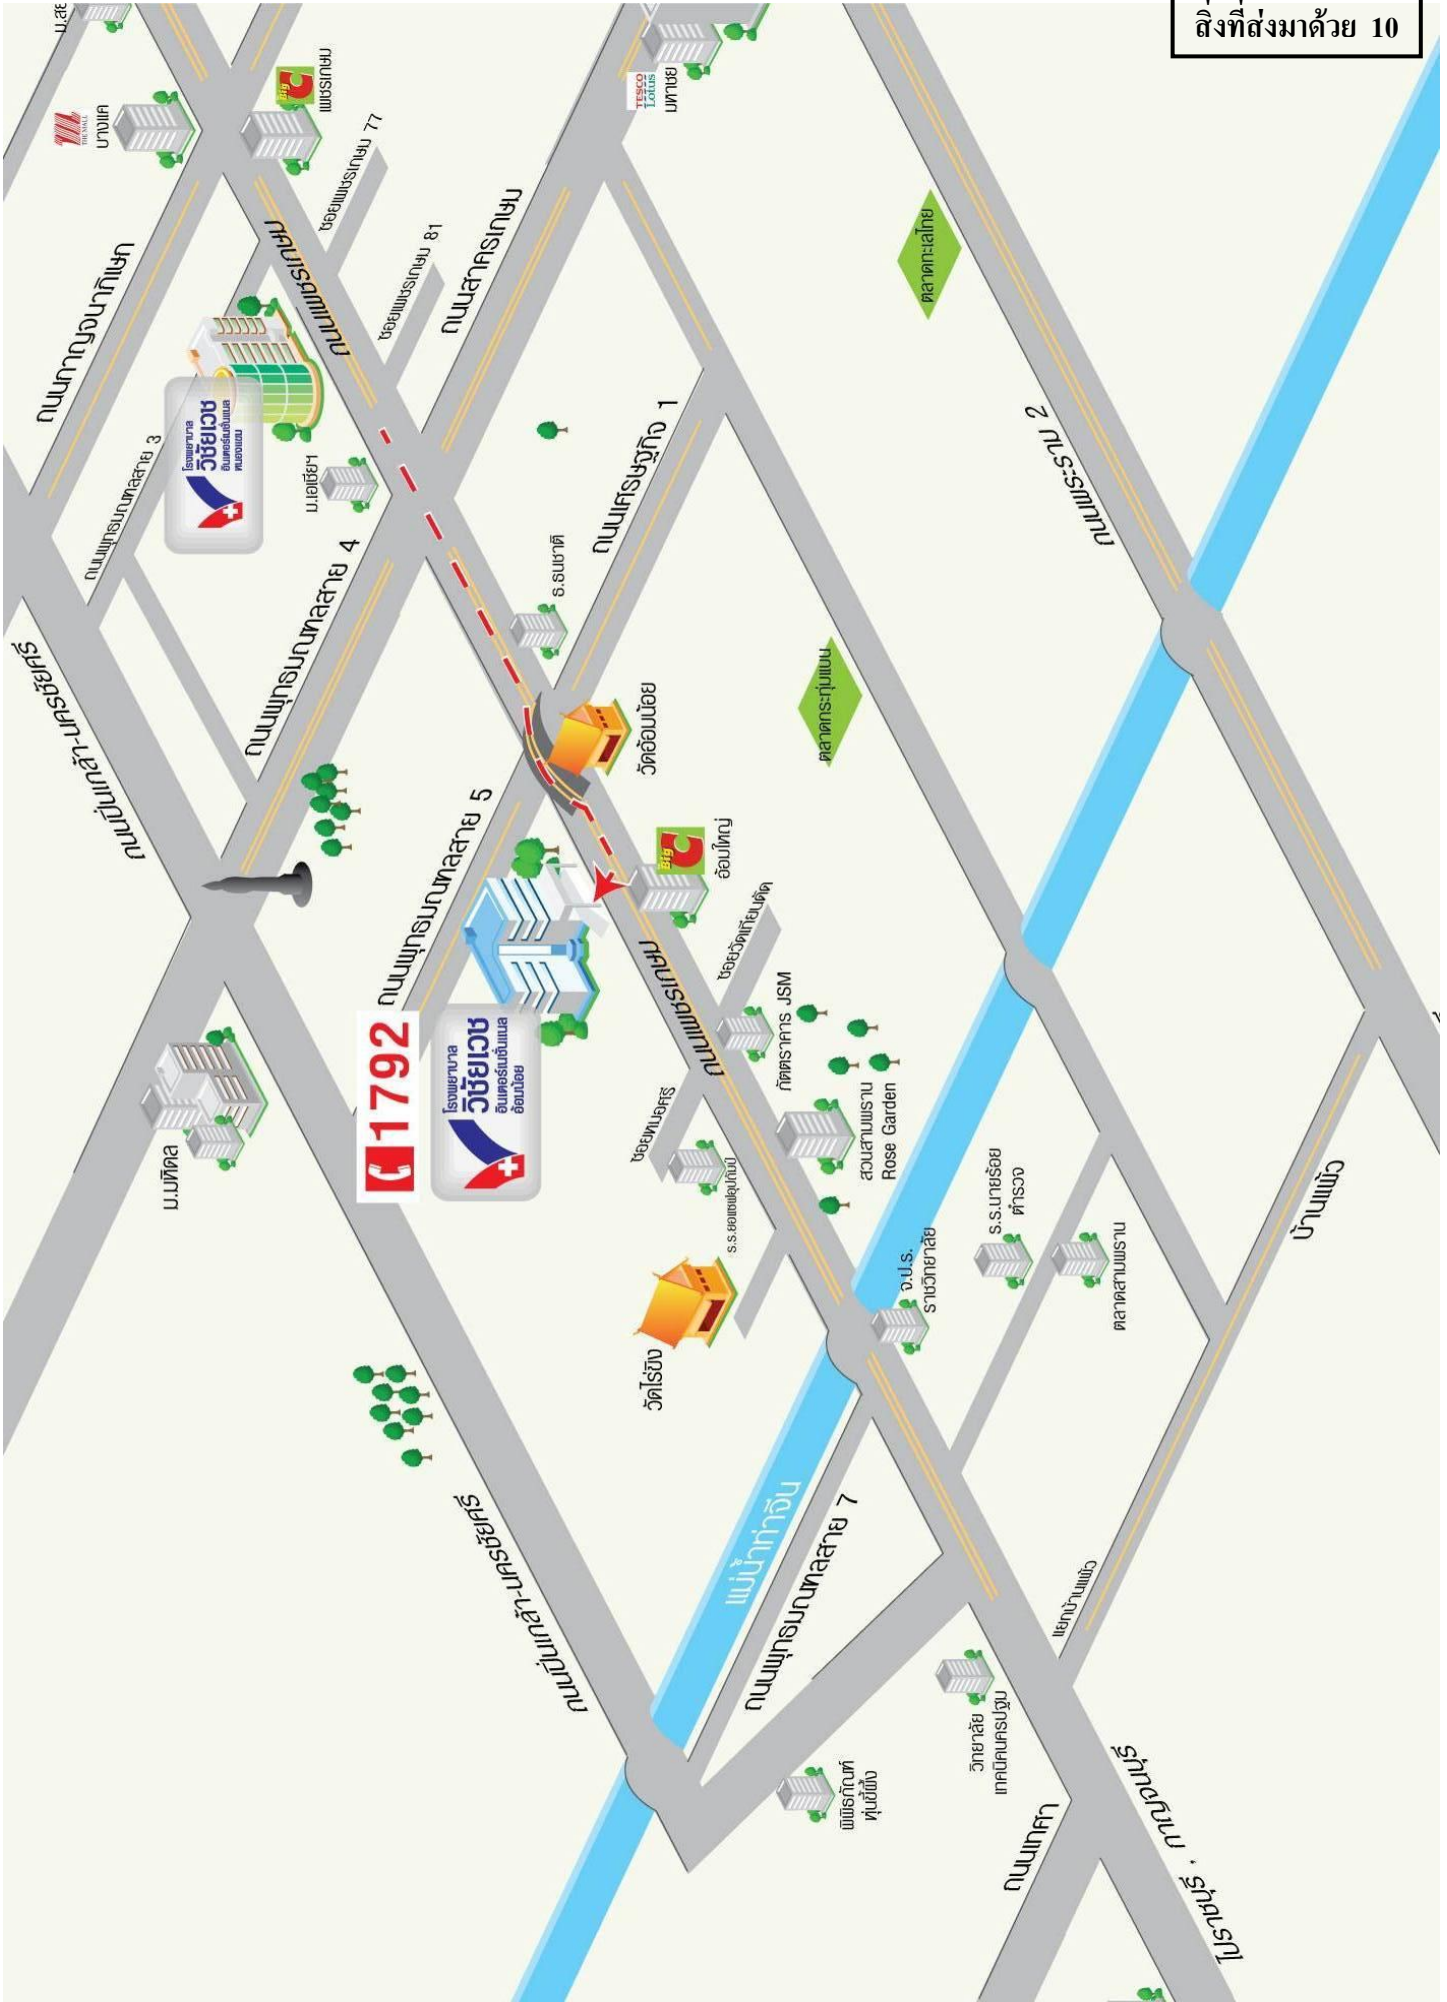 สิ่งที่ส่งมาด้วย 10
THE MALL
บางแค
Big C
เพชรเกษม
TESCO
Lotus
มหาชัย
ซอยเพชรเกษม 77
ซอยเพชรเกษม 81
ถนนกาญจนาภิเษก
ถนนเพชรเกษม
ถนนสาครเกษม
ตลาดทะเลไทย
โรงพยาบาล
วิชัยเวช
อินเตอร์เนชั่นแนล
หนองแขม
ถนนพุทธมณฑลสาย 3
ม.เอเชียฯ
ถนนเศรษฐกิจ 1
ถนนพระราม 2
ถนนพุทธมณฑลสาย 4
ธ.ธนชาติ
ถนนปิ่นเกล้า-นครชัยศรี
วัดอ้อมน้อย
ตลาดกระทุ่มแบน
ถนนพุทธมณฑลสาย 5
Big C
อ้อมใหญ่
1792
โรงพยาบาล
วิชัยเวช
อินเตอร์เนชั่นแนล
อ้อมน้อย
ถนนเพชรเกษม
ซอยวัดเทียนดัด
ภัตตราคาร JSM
ม.มหิดล
ซอยหมอศรี
ร.ร.ยอแซฟอุปถัมป์
สวนสามพราน
Rose Garden
วัดไร่ขิง
จ.ป.ร.
ราชวิทยาลัย
ร.ร.นายร้อย
ตำรวจ
ตลาดสามพราน
บ้านแพ้ว
ถนนปิ่นเกล้า-นครชัยศรี
แม่น้ำท่าจีน
ถนนพุทธมณฑลสาย 7
แยกบ้านแพ้ว
วิทยาลัย
เทคนิคนครปฐม
พิพิธภัณฑ์
หุ่นขี้ผึ้ง
ถนนเทศา
ไปราชบุรี , กาญจนบุรี